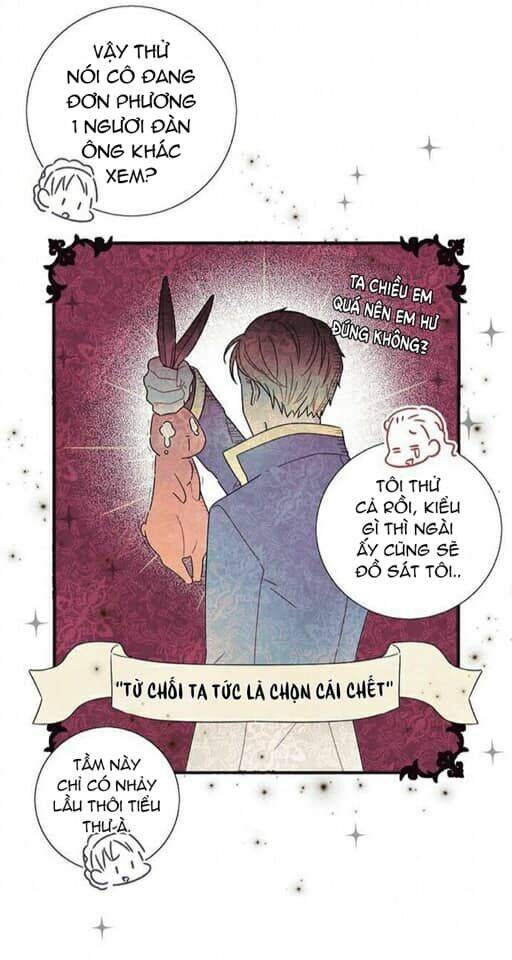 VẬY THỬ
NÓI CÔ ĐANG
ĐƠN PHƯƠNG
1 NGƯƠI ĐÀN
ÔNG KHÁC
XEM?
TA CHIỀU EM
QUÁ NÊN EM HƯ
ĐÚNG KHÔNG?
TÔI THỬ
CẢ RỒI, KIỂU
GÌ THÌ NGÀI
ẤY CŨNG SẼ
ĐỒ SÁT TÔI..
"TỪ CHỐI TA TỨC LÀ CHỌN CÁI CHẾT"
TẦM NÀY
CHỈ CÓ NHẢY
LẦU THÔI TIỂU
THƯ À.